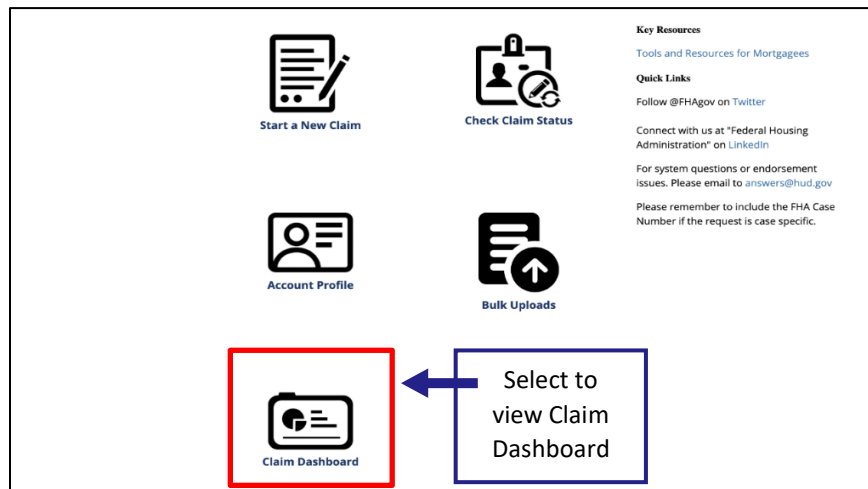 Start a New Claim
Check Claim Status
Account Profile
Bulk Uploads
Claim Dashboard
Select to
view Claim
Dashboard
Key Resources
Tools and Resources for Mortgagees
Quick Links
Follow @FHAgov on Twitter
Connect with us at "Federal Housing
Administration" on LinkedIn
For system questions or endorsement
issues. Please email to answers@hud.gov
Please remember to include the FHA Case
Number if the request is case specific.